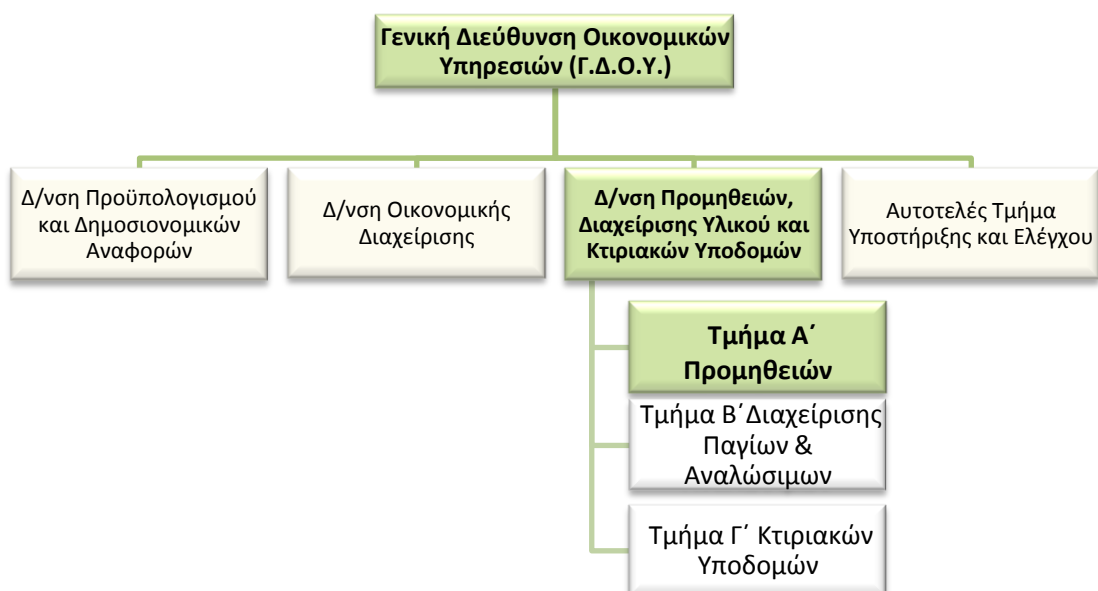 Γενική Διεύθυνση Οικονομικών
Υπηρεσιών (Γ.Δ.Ο.Υ.)
Δ/νση Προϋπολογισμού
και Δημοσιονομικών
Αναφορών
Δ/νση Οικονομικής
Διαχείρισης
Δ/νση Προμηθειών,
Διαχείρισης Υλικού και
Κτιριακών Υποδομών
Αυτοτελές Τμήμα
Υποστήριξης και Ελέγχου
Τμήμα Α΄
Προμηθειών
Τμήμα Β΄Διαχείρισης
Παγίων &
Αναλώσιμων
Τμήμα Γ΄ Κτιριακών
Υποδομών